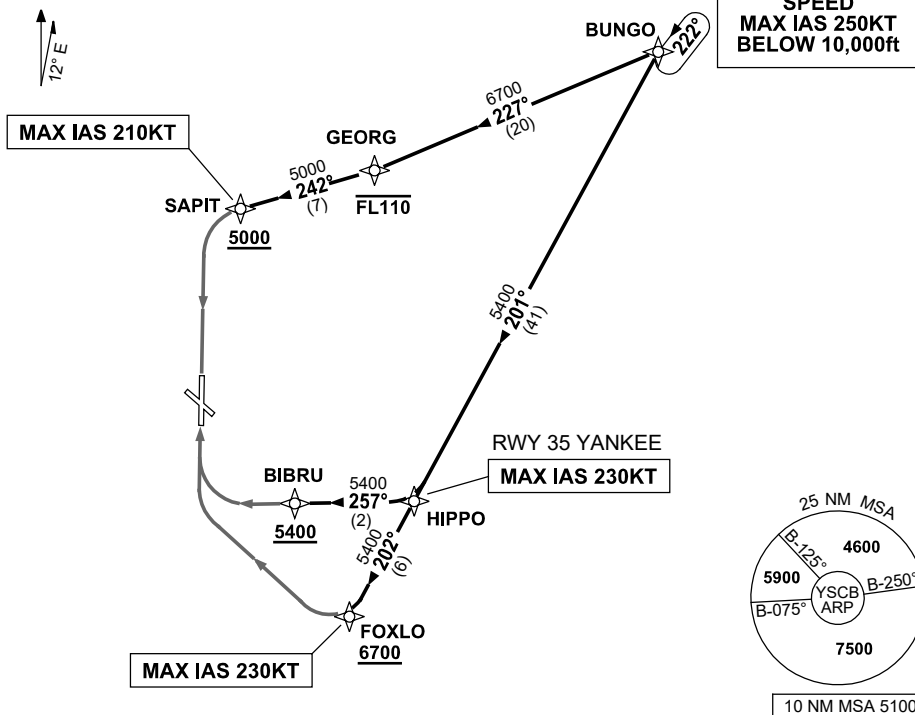 SPEED
MAX IAS 250KT
BELOW 10,000ft
BUNGO
222°
12° E
6700
227°
(20)
MAX IAS 210KT
GEORG
5000
242°
(7)
FL110
SAPIT
5000
5400
201°
(41)
RWY 35 YANKEE
MAX IAS 230KT
BIBRU
5400
257°
(2)
HIPPO
5400
5400
202°
(6)
FOXLO
6700
MAX IAS 230KT
25 NM MSA
B-125°
4600
5900
YSCB
ARP
B-250°
B-075°
7500
10 NM MSA 5100